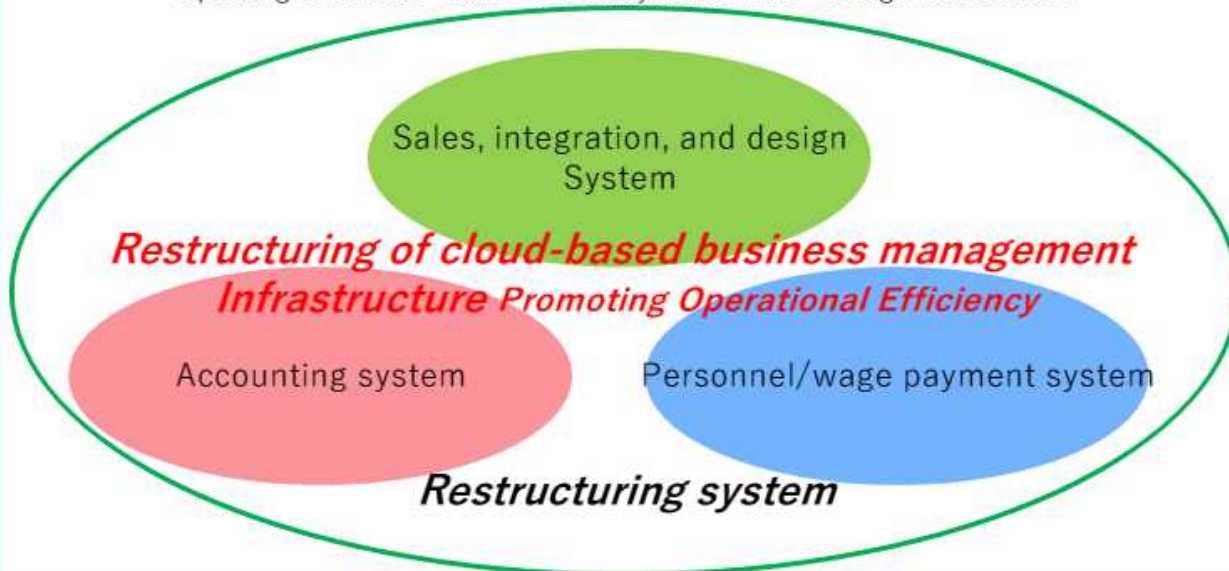 Sales, integration, and design
System
Restructuring of cloud-based business management
Infrastructure Promoting Operational Efficiency
Accounting system
Personnel/wage payment system
Restructuring system